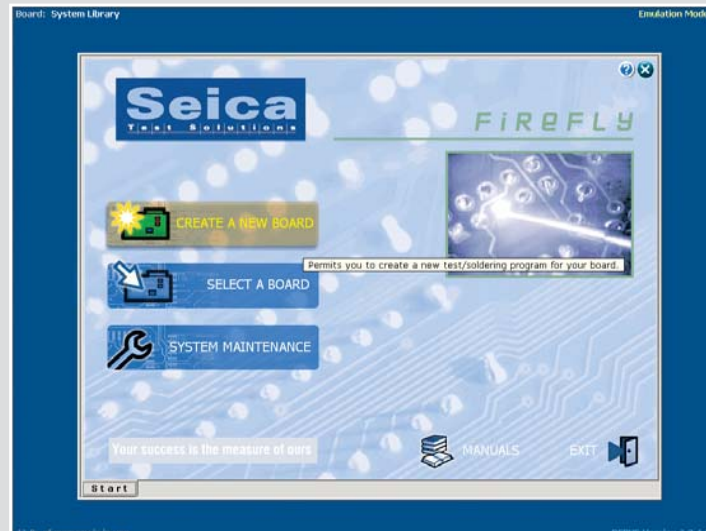 Board: System Library
Emulation Mode
Seica
Test Solutions
FiREFLY
CREATE A NEW BOARD
Permits you to create a new test/soldering program for your board.
SELECT A BOARD
SYSTEM MAINTENANCE
Your success is the measure of ours
MANUALS
EXIT
Start